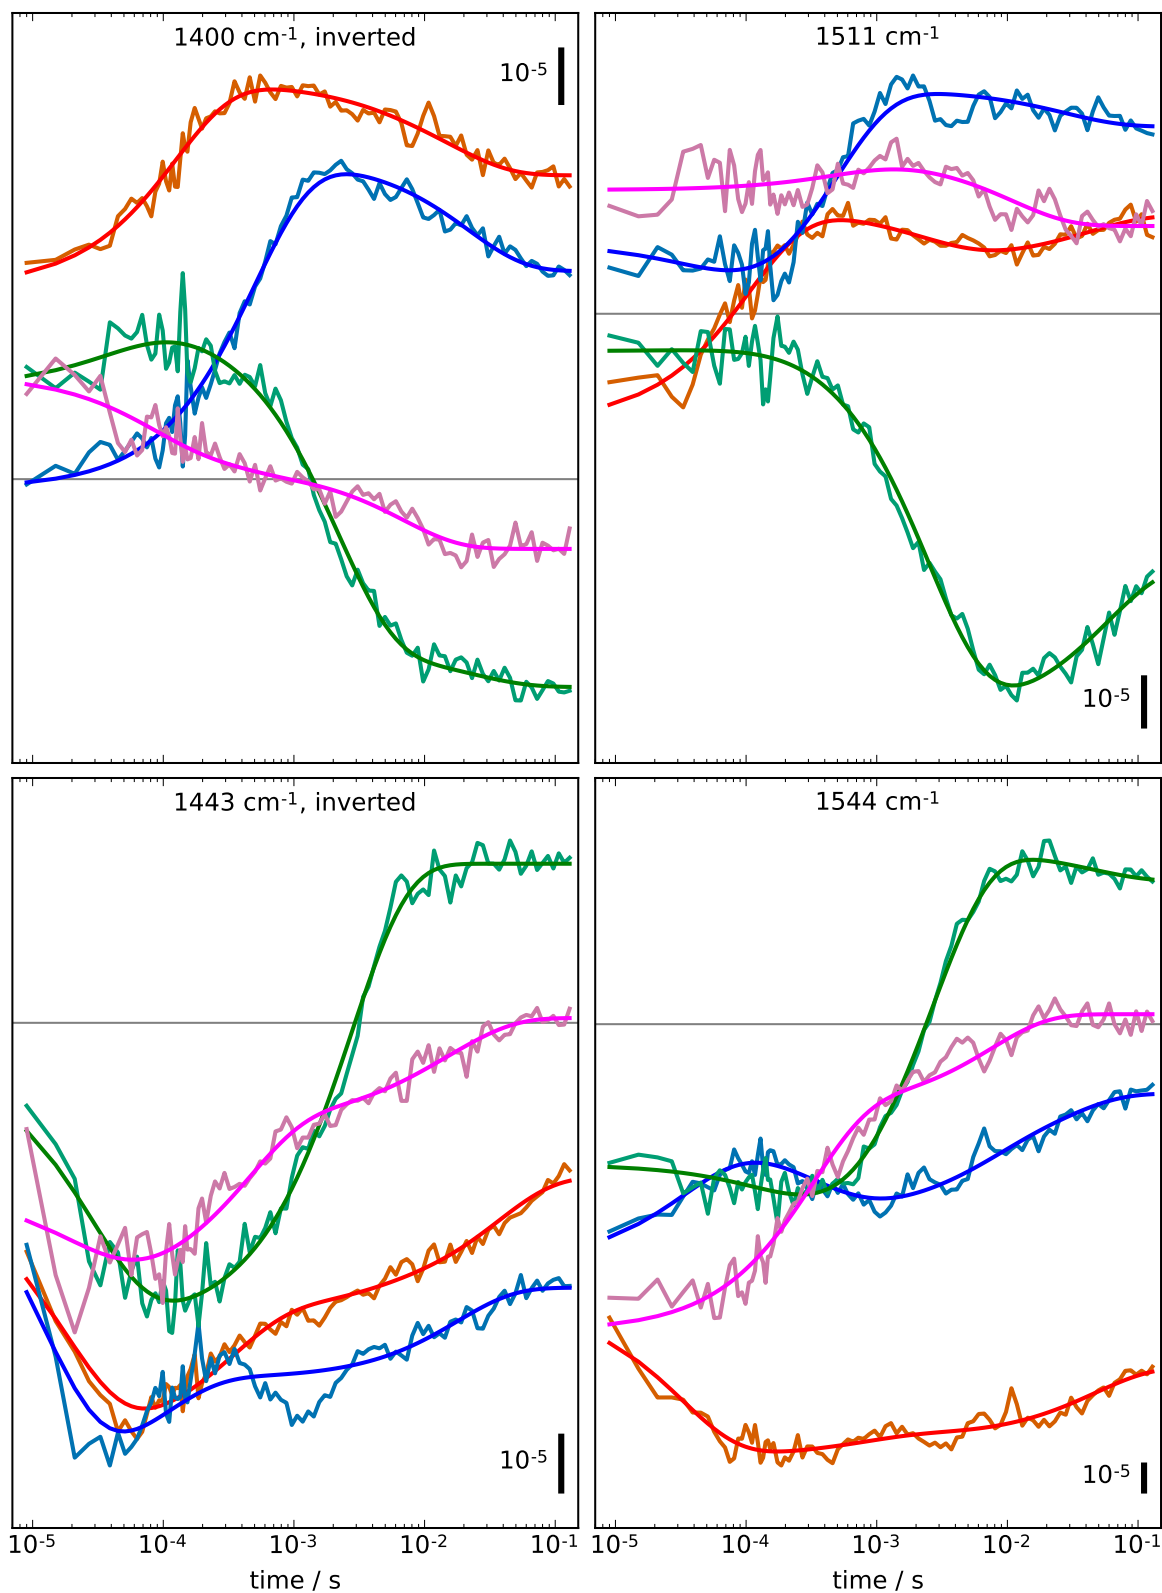 1400 cm⁻¹, inverted
10⁻⁵
1511 cm⁻¹
10⁻⁵
1443 cm⁻¹, inverted
10⁻⁵
1544 cm⁻¹
10⁻⁵
10⁻⁵ 10⁻⁴ 10⁻³ 10⁻² 10⁻¹
time / s
10⁻⁵ 10⁻⁴ 10⁻³ 10⁻² 10⁻¹
time / s